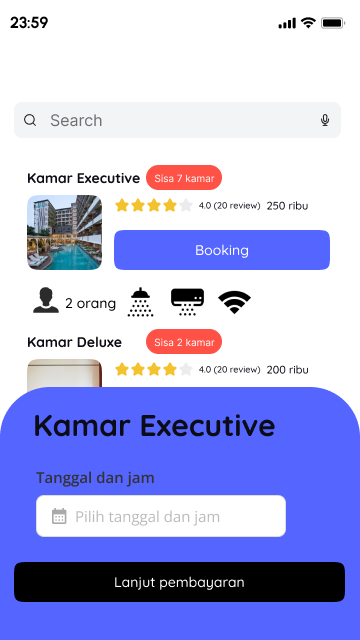 23:59
Search
Kamar Executive
Sisa 7 kamar
4.0 (20 review) 250 ribu
Booking
2 orang
Kamar Deluxe
Sisa 2 kamar
4.0 (20 review) 200 ribu
Kamar Executive
Tanggal dan jam
Pilih tanggal dan jam
Lanjut pembayaran